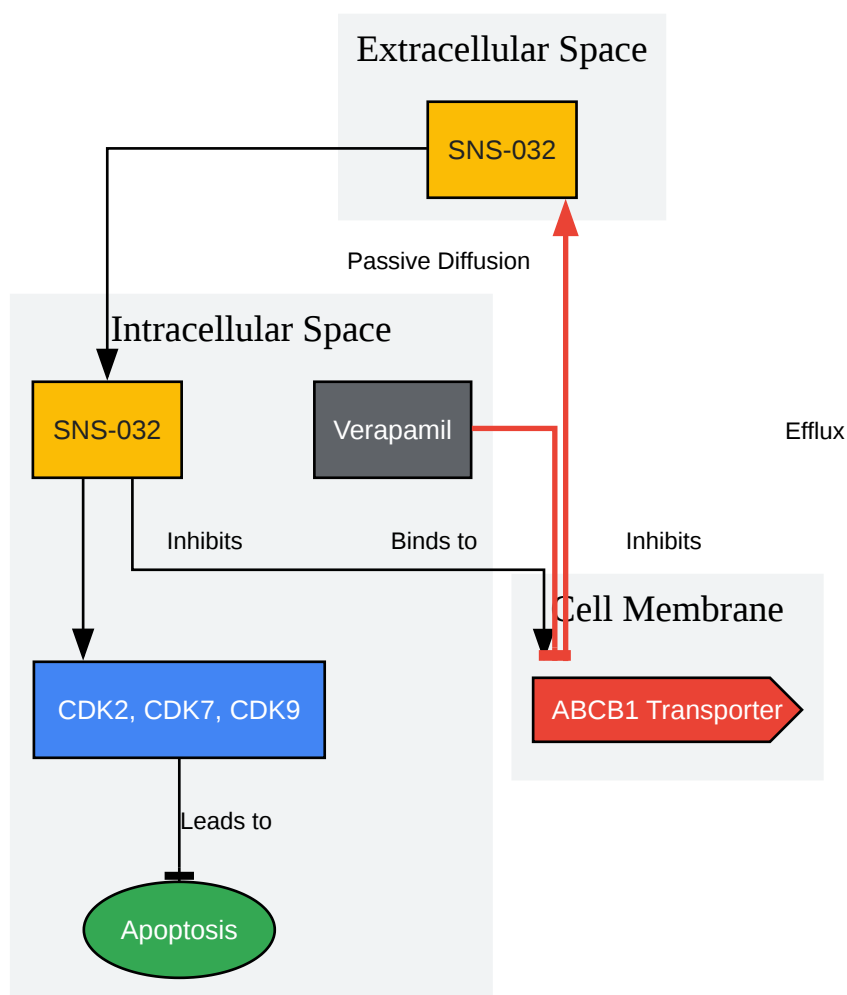 Extracellular Space
SNS-032
Passive Diffusion
Intracellular Space
SNS-032
Verapamil
Efflux
Inhibits
Binds to
Inhibits
Cell Membrane
CDK2, CDK7, CDK9
ABCB1 Transporter
Leads to
Apoptosis